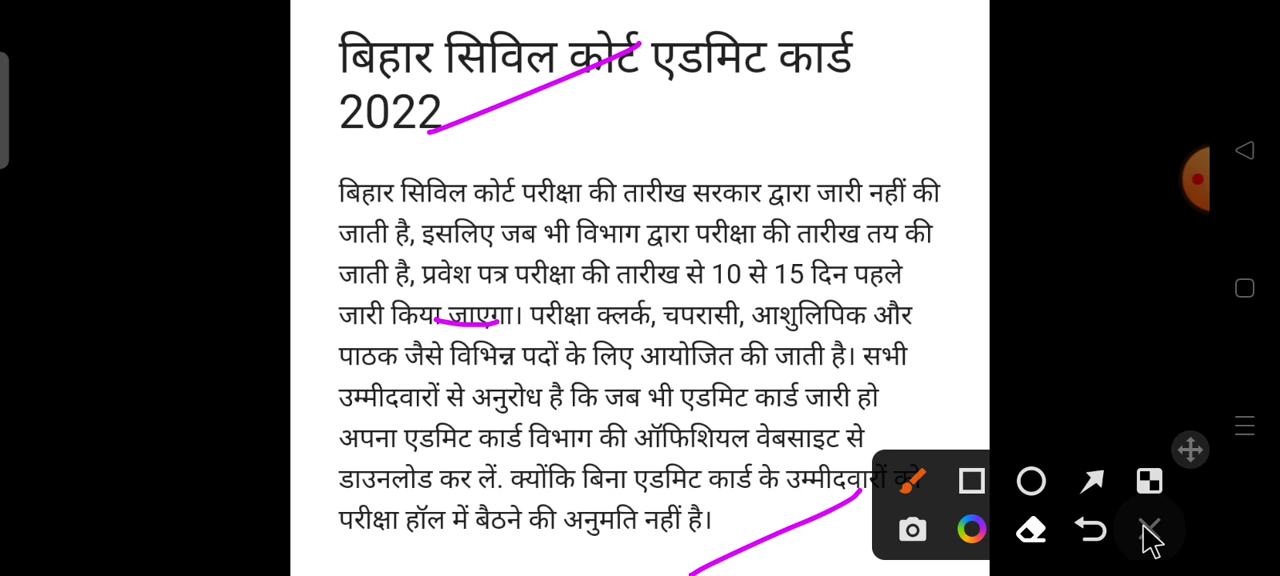 बिहार सिविल कोर्ट एडमिट कार्ड
2022
बिहार सिविल कोर्ट परीक्षा की तारीख सरकार द्वारा जारी नहीं की
जाती है, इसलिए जब भी विभाग द्वारा परीक्षा की तारीख तय की
जाती है, प्रवेश पत्र परीक्षा की तारीख से 10 से 15 दिन पहले
जारी किया जाएगा। परीक्षा क्लर्क, चपरासी, आशुलिपिक और
पाठक जैसे विभिन्न पदों के लिए आयोजित की जाती है। सभी
उम्मीदवारों से अनुरोध है कि जब भी एडमिट कार्ड जारी हो
अपना एडमिट कार्ड विभाग की ऑफिशियल वेबसाइट से
डाउनलोड कर लें. क्योंकि बिना एडमिट कार्ड के उम्मीदवारों को
परीक्षा हॉल में बैठने की अनुमति नहीं है।